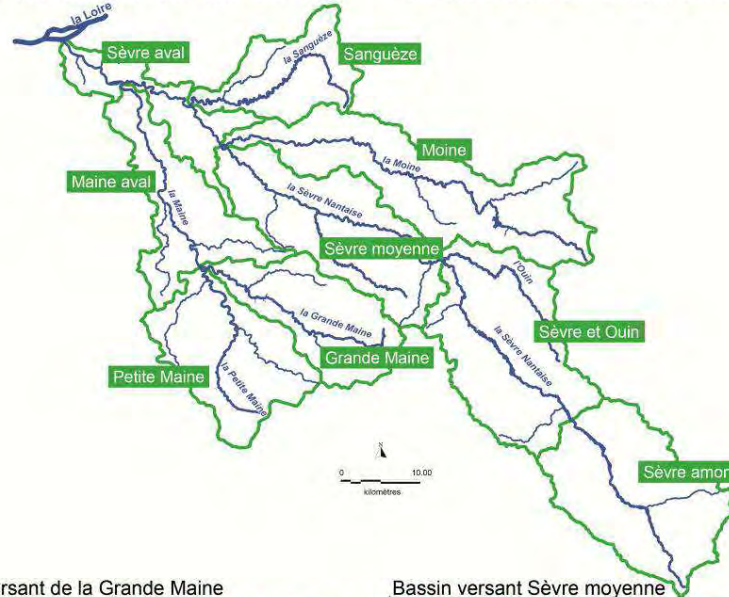 la Loire
Sèvre aval
la Sanguèze
Sanguèze
la Moine
Moine
Maine aval
la Maine
la Sèvre Nantaise
Sèvre moyenne
l'Ouin
la Grande Maine
la Sèvre Nantaise
Sèvre et Ouin
Grande Maine
Petite Maine
la Petite Maine
N
0 10.00
kilomètres
Sèvre amon
rsant de la Grande Maine
Bassin versant Sèvre moyenne